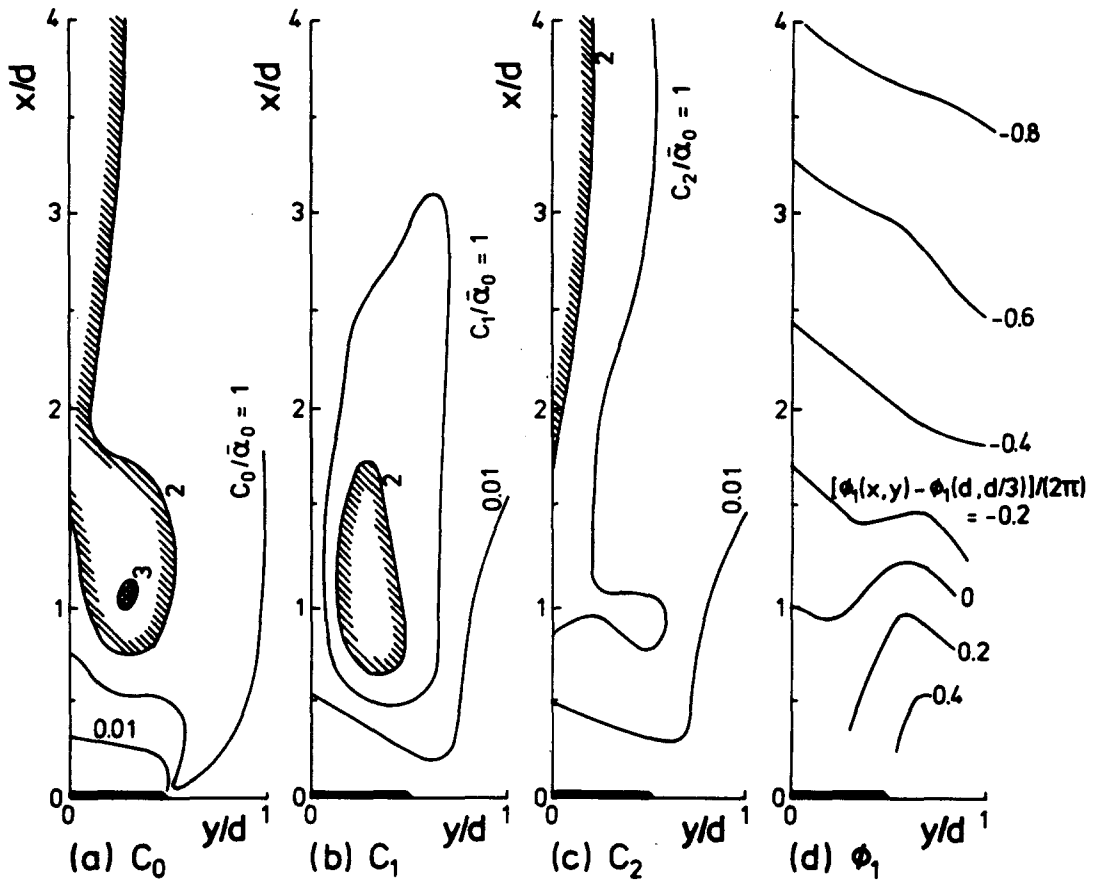 4
3
2
1
0
x/d
2
3
C₀/ᾱ₀ = 1
0.01
0
1
y/d
(a) C₀
4
3
2
1
0
x/d
C₁/ᾱ₀ = 1
2
0.01
0
1
y/d
(b) C₁
4
3
2
1
0
x/d
2
C₂/ᾱ₀ = 1
0.01
0
1
y/d
(c) C₂
4
3
2
1
0
-0.8
-0.6
-0.4
[ϕ₁(x,y)-ϕ₁(d,d/3)]/(2π)
= -0.2
0
0.2
0.4
0
1
y/d
(d) ϕ₁